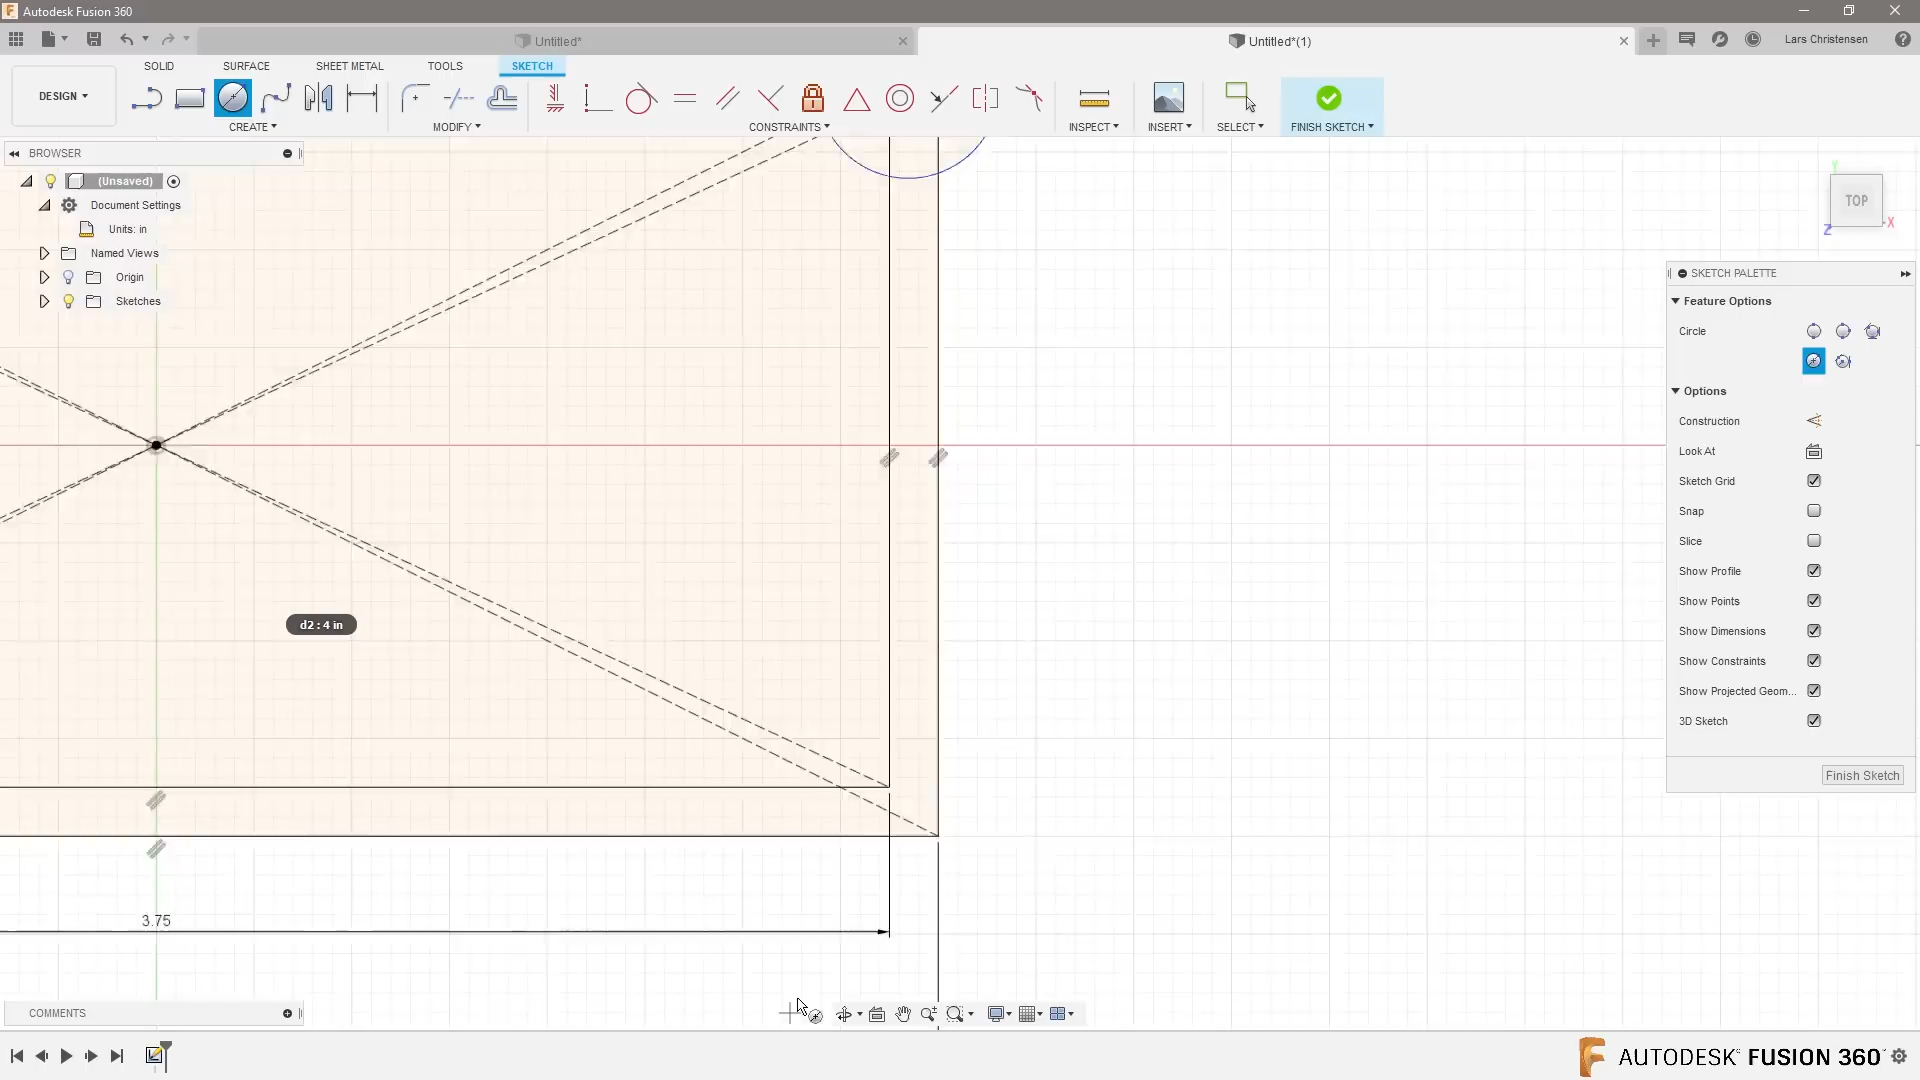 Autodesk Fusion 360
Untitled*
Untitled*(1)
Lars Christensen
DESIGN
SOLID
SURFACE
SHEET METAL
TOOLS
SKETCH
CREATE
MODIFY
CONSTRAINTS
INSPECT
INSERT
SELECT
FINISH SKETCH
BROWSER
(Unsaved)
Document Settings
Units: in
Named Views
Origin
Sketches
Y
TOP
X
Z
SKETCH PALETTE
Feature Options
Circle
Options
Construction
Look At
Sketch Grid
Snap
Slice
Show Profile
Show Points
Show Dimensions
Show Constraints
Show Projected Geom...
3D Sketch
Finish Sketch
d2 : 4 in
3.75
COMMENTS
AUTODESK FUSION 360